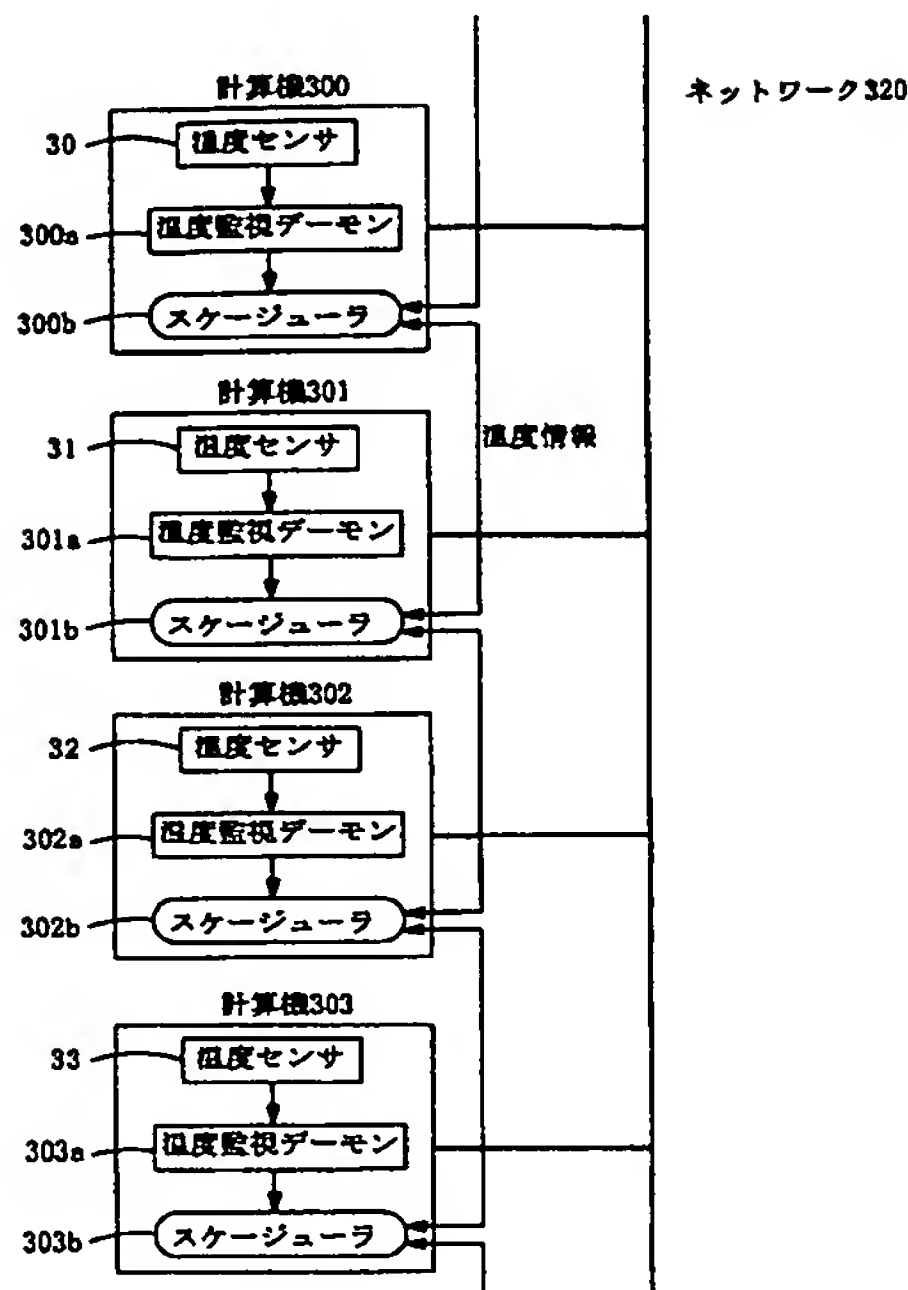 計算機300
ネットワーク320
30
温度センサ
300a
温度監視デーモン
300b
スケージューラ
計算機301
31
温度センサ
温度情報
301a
温度監視デーモン
301b
スケージューラ
計算機302
32
温度センサ
302a
温度監視デーモン
302b
スケージューラ
計算機303
33
温度センサ
303a
温度監視デーモン
303b
スケージューラ